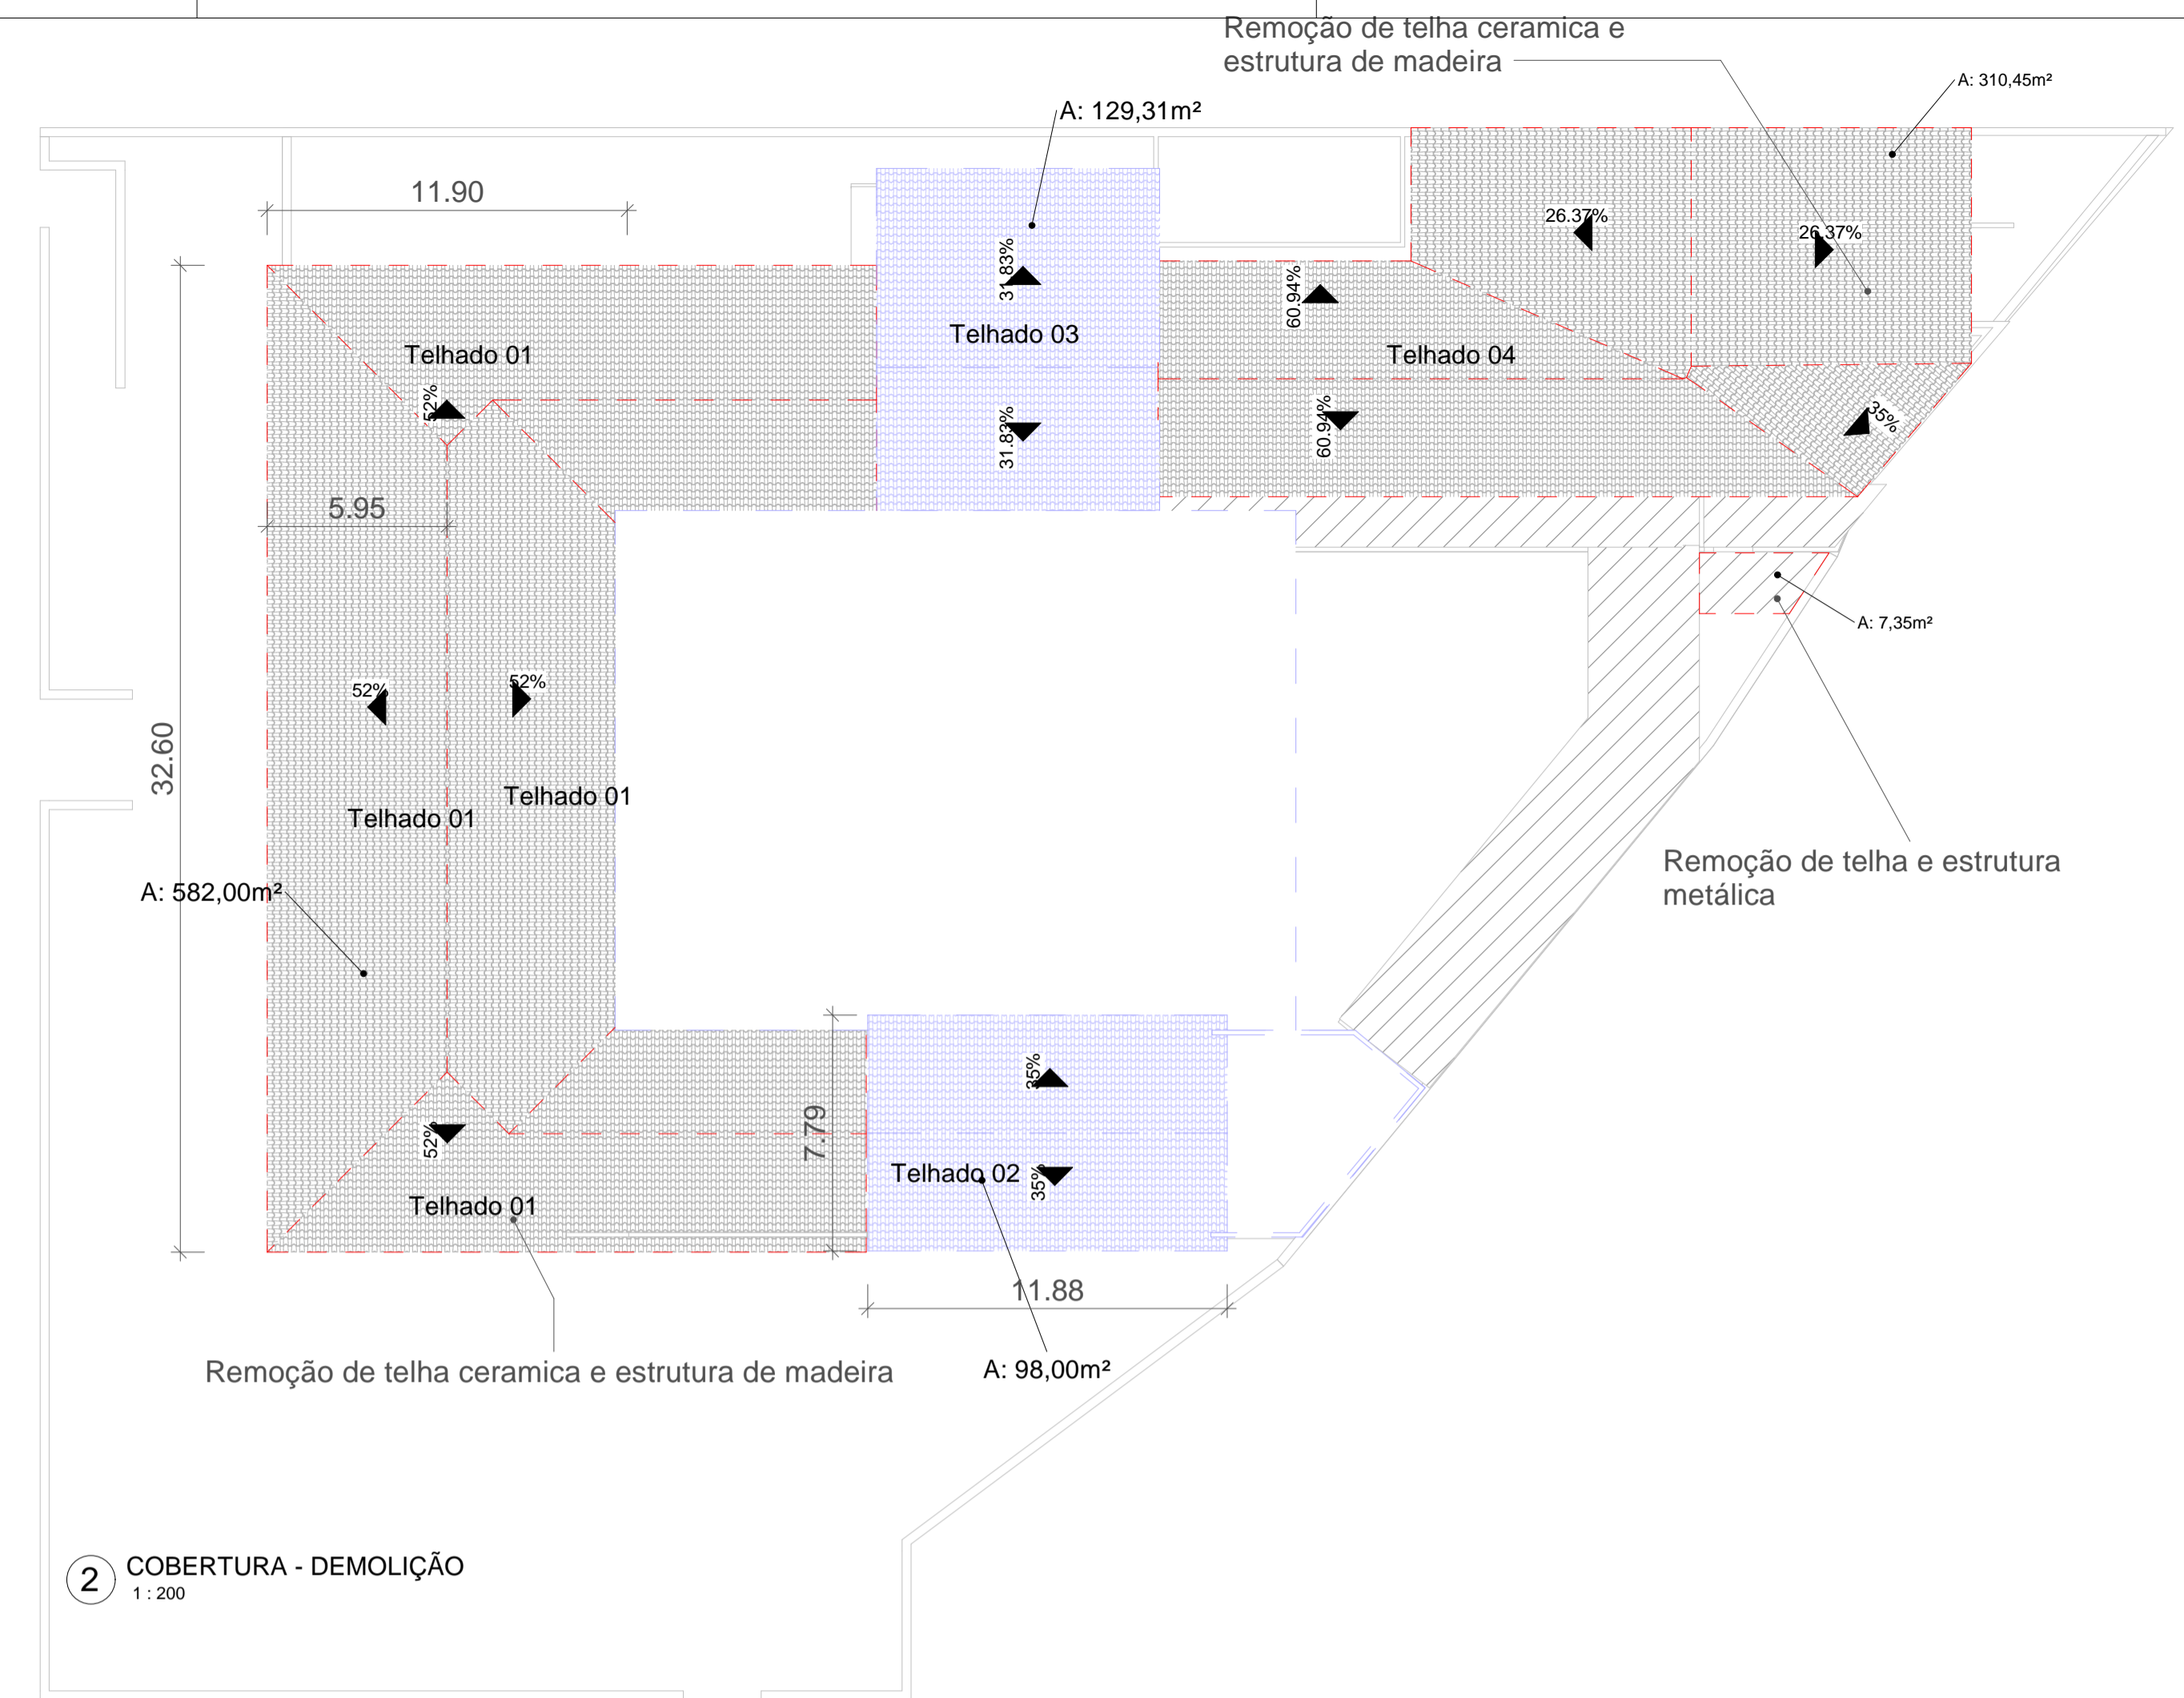 Remoção de telha ceramica e
estrutura de madeira
A: 310,45m²
A: 129,31m²
11.90
26.37%
26.37%
31.83%
60.94%
Telhado 03
Telhado 01
Telhado 04
52%
31.83%
60.94%
35%
5.95
A: 7,35m²
52%
52%
32.60
Telhado 01
Telhado 01
Remoção de telha e estrutura
metálica
A: 582,00m²
35%
7.79
52%
Telhado 02
35%
Telhado 01
11.88
Remoção de telha ceramica e estrutura de madeira
A: 98,00m²
2
COBERTURA - DEMOLIÇÃO
1 : 200